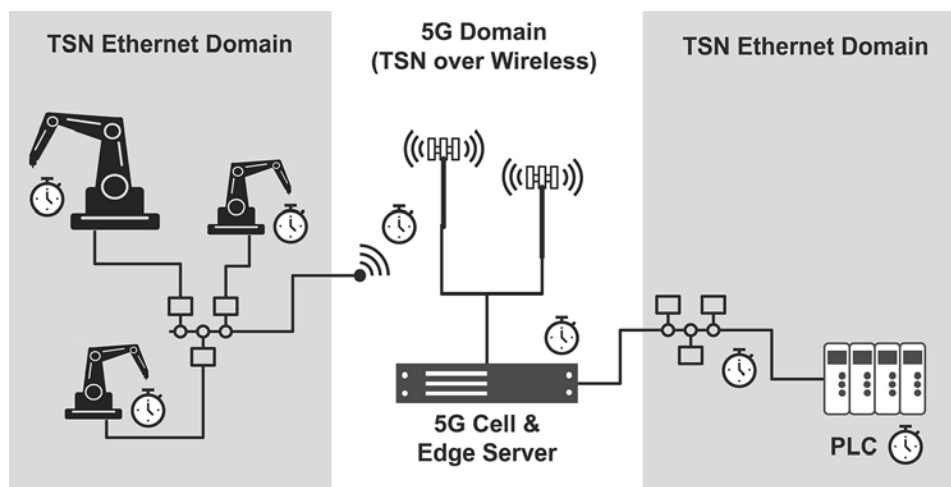 TSN Ethernet Domain
5G Domain
(TSN over Wireless)
TSN Ethernet Domain
5G Cell &
Edge Server
PLC